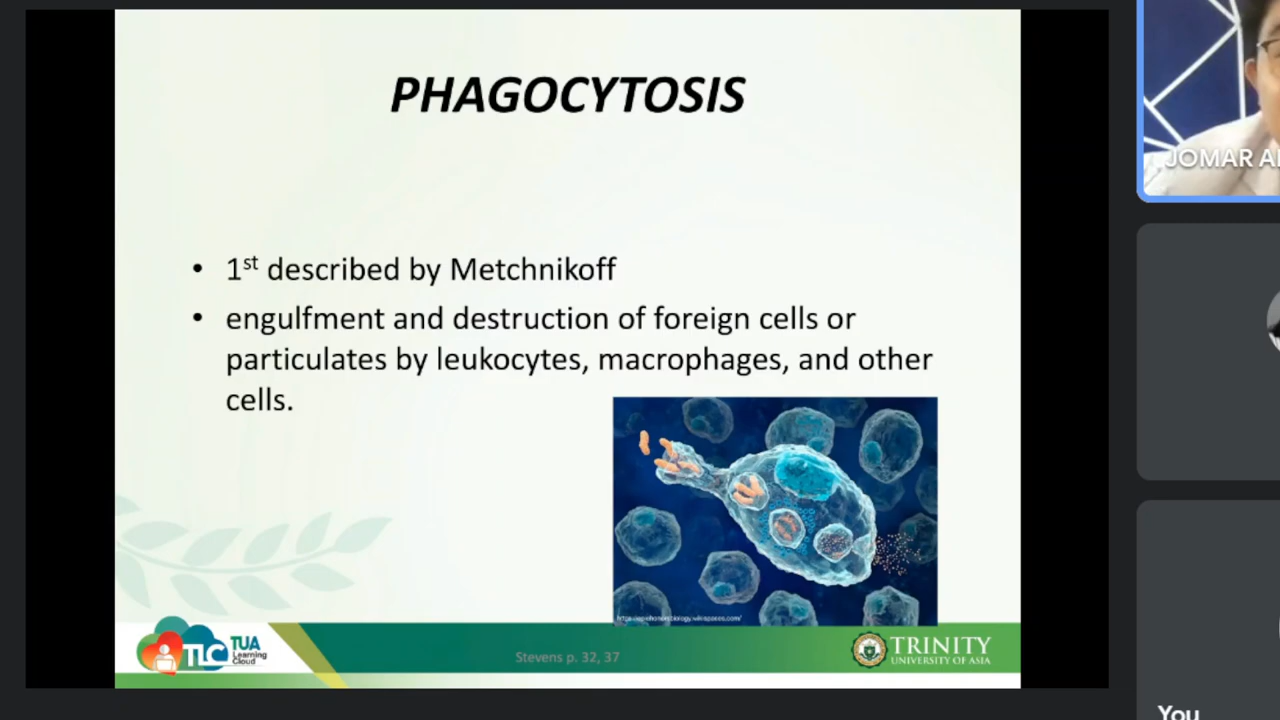 PHAGOCYTOSIS
• 1st described by Metchnikoff
• engulfment and destruction of foreign cells or
particulates by leukocytes, macrophages, and other
cells.
TLC TUA
Learning
Cloud
Stevens p. 32, 37
TRINITY
UNIVERSITY OF ASIA
JOMAR
You